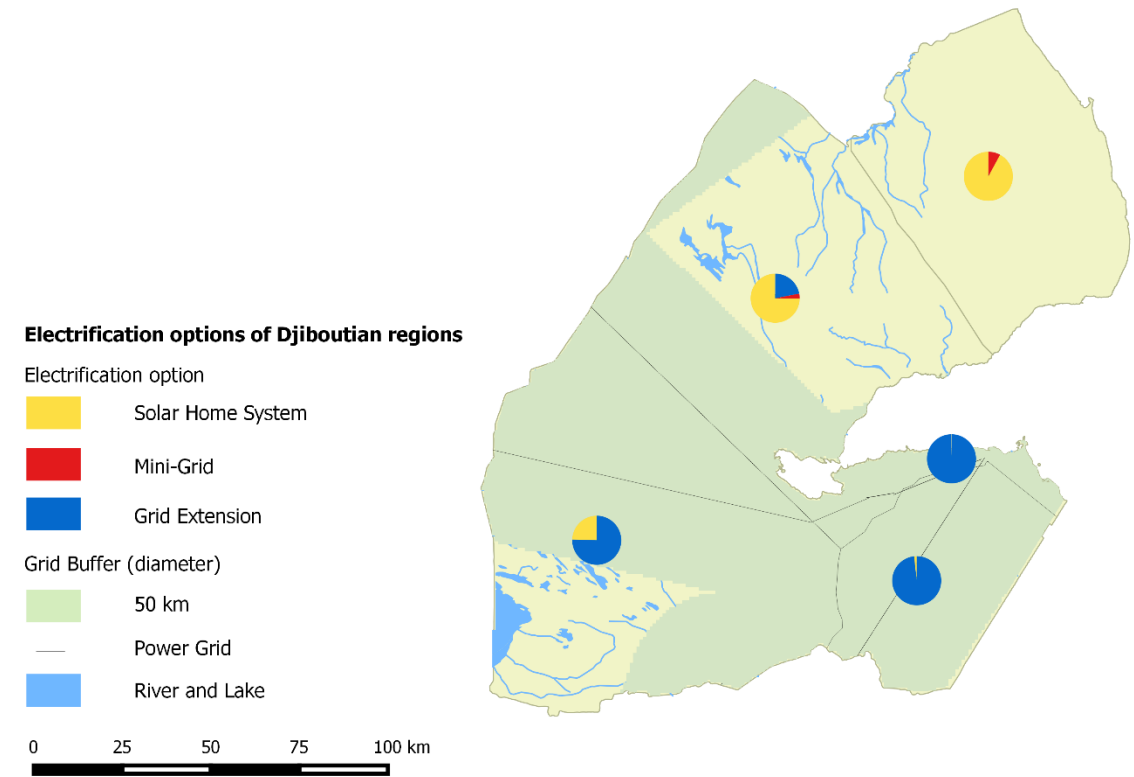 Electrification options of Djiboutian regions
Electrification option
Solar Home System
Mini-Grid
Grid Extension
Grid Buffer (diameter)
50 km
Power Grid
River and Lake
0 25 50 75 100 km